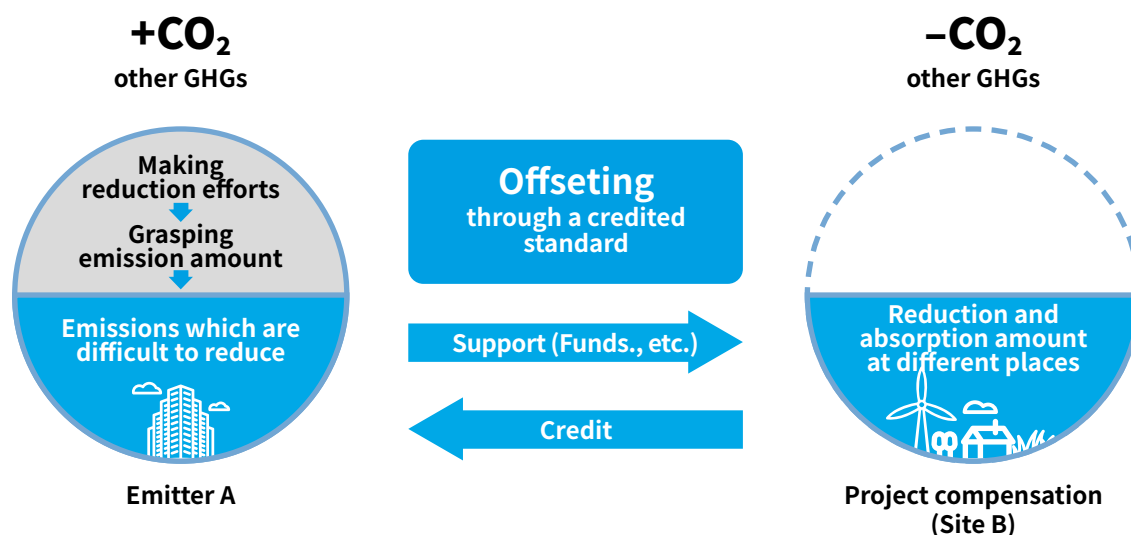 +CO₂
other GHGs
Making
reduction efforts
Grasping
emission amount
Emissions which are
difficult to reduce
Emitter A
Offseting
through a credited
standard
Support (Funds., etc.)
Credit
–CO₂
other GHGs
Reduction and
absorption amount
at different places
Project compensation
(Site B)